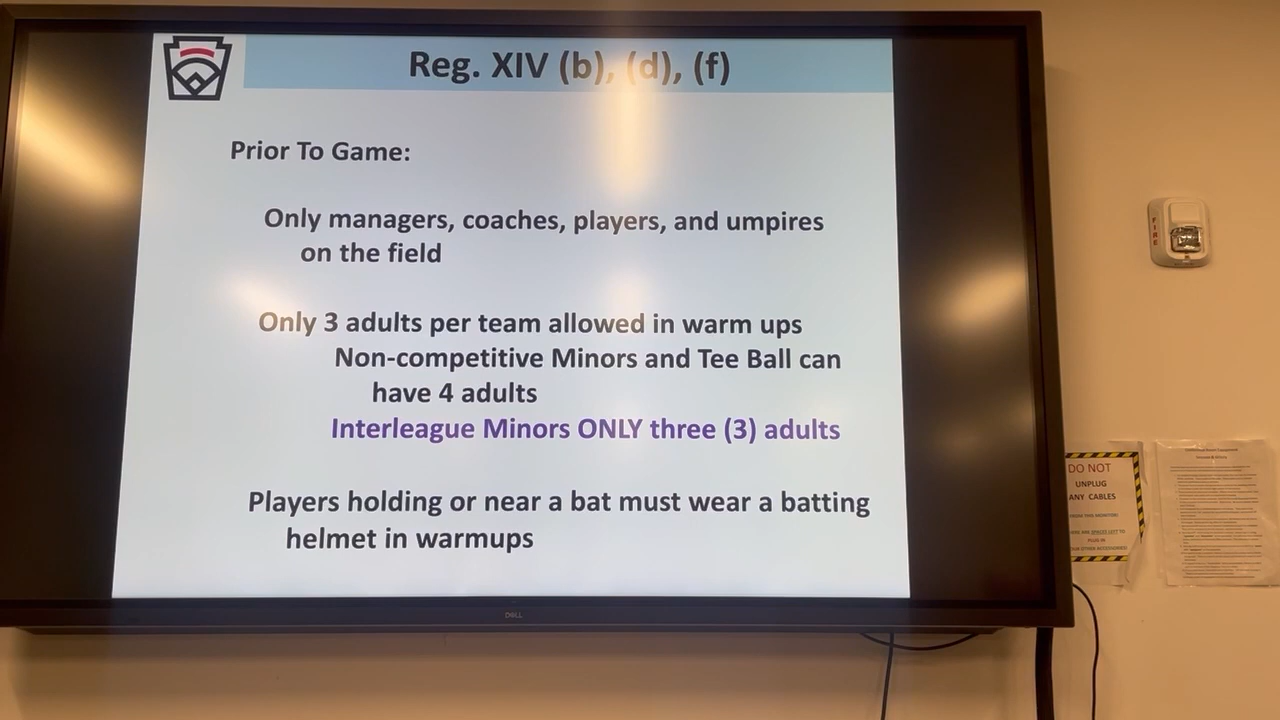 Reg. XIV (b), (d), (f)
Prior To Game:
Only managers, coaches, players, and umpires
on the field
Only 3 adults per team allowed in warm ups
Non-competitive Minors and Tee Ball can
have 4 adults
Interleague Minors ONLY three (3) adults
Players holding or near a bat must wear a batting
helmet in warmups
DELL
FIRE
DO NOT
UNPLUG
ANY CABLES